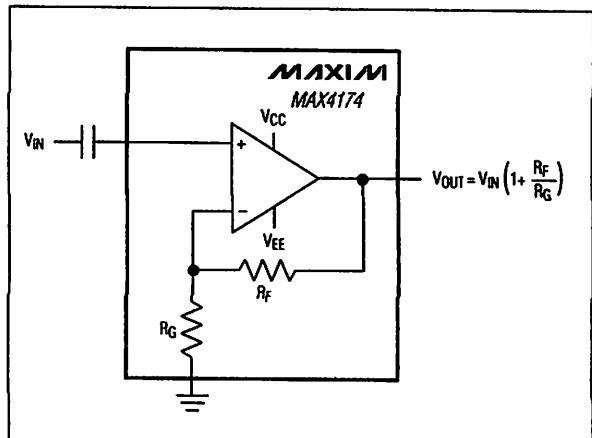 MAXIM
MAX4174
VCC
VIN
+
VOUT = VIN (1 + RF/RG)
−
VEE
RF
RG